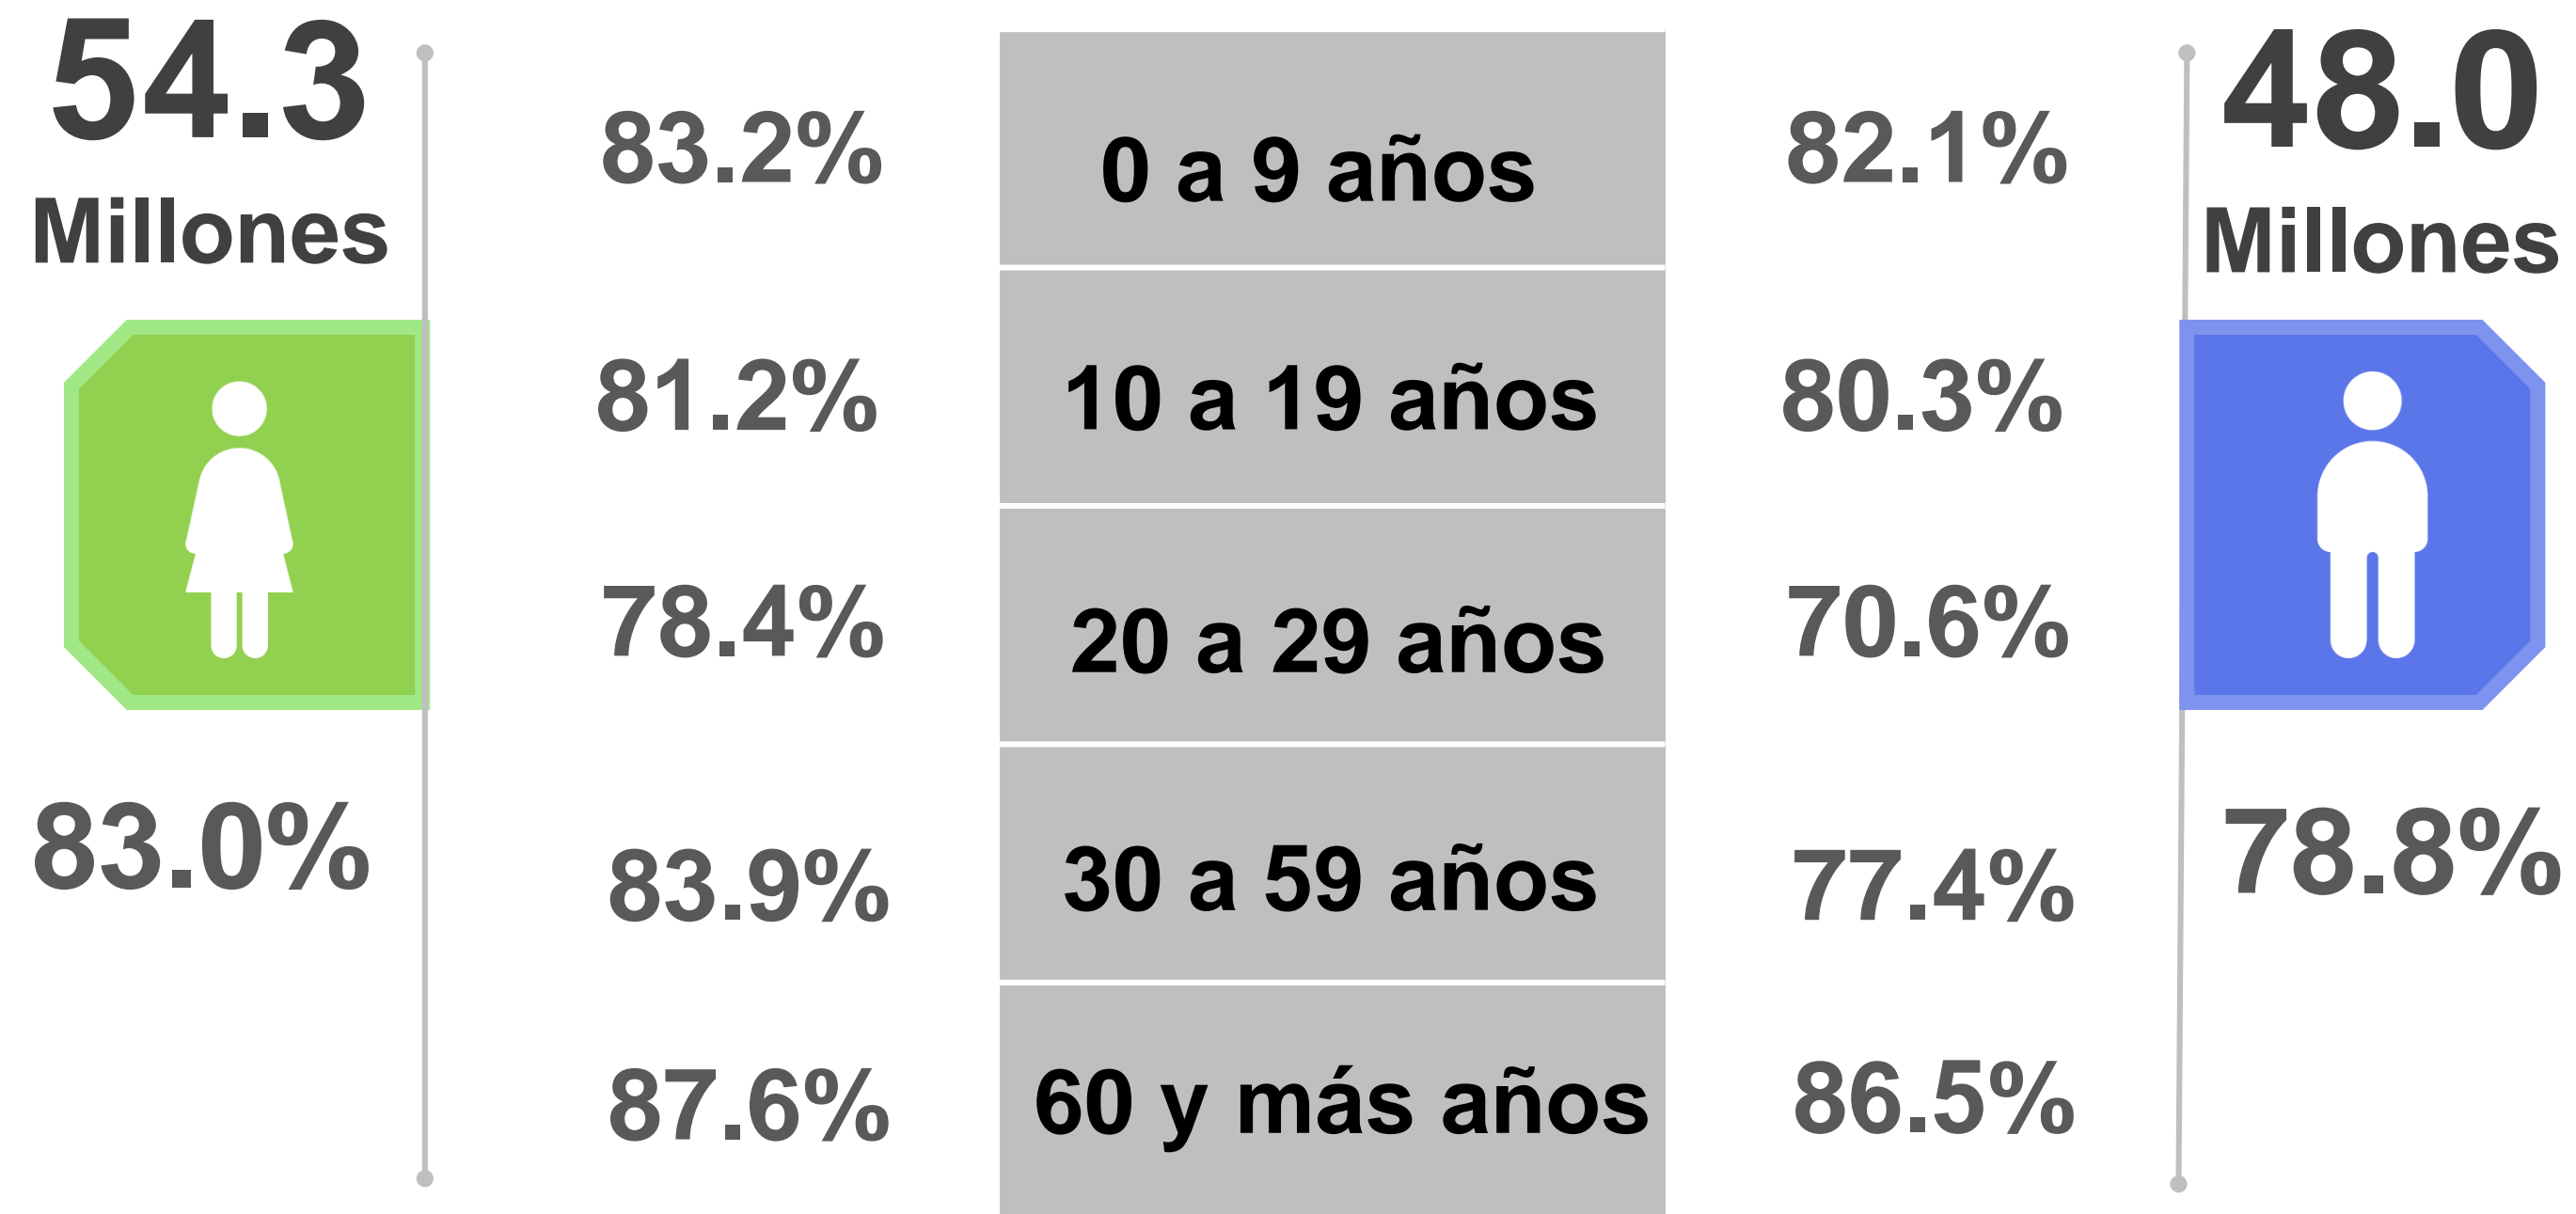 54.3
Millones
83.0%
83.2%
0 a 9 años
82.1%
81.2%
10 a 19 años
80.3%
78.4%
20 a 29 años
70.6%
83.9%
30 a 59 años
77.4%
87.6%
60 y más años
86.5%
48.0
Millones
78.8%